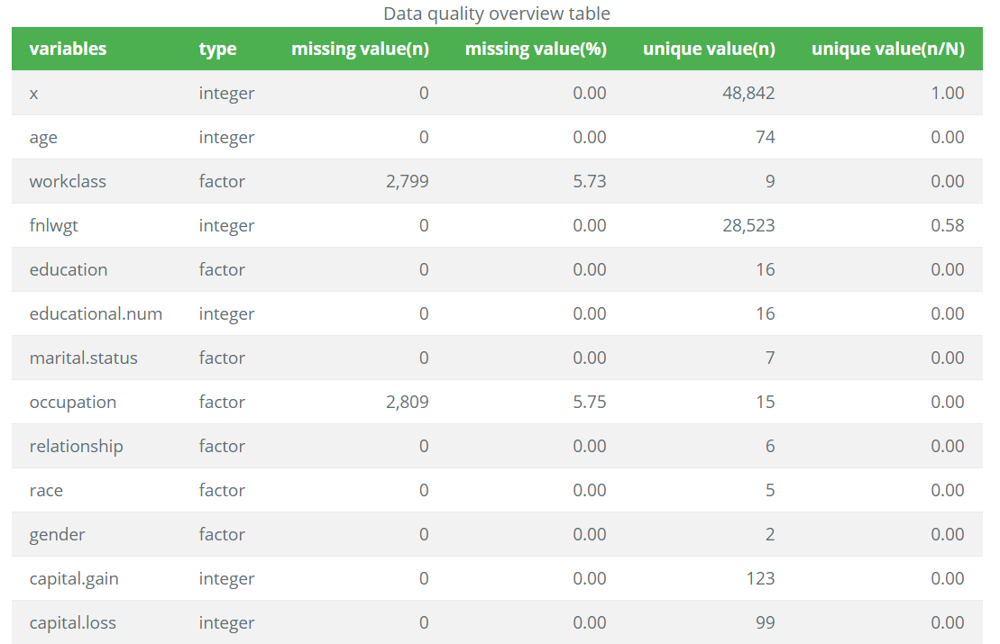 Data quality overview table
variables type missing value(n) missing value(%) unique value(n) unique value(n/N)
x integer 0 0.00 48,842 1.00
age integer 0 0.00 74 0.00
workclass factor 2,799 5.73 9 0.00
fnlwgt integer 0 0.00 28,523 0.58
education factor 0 0.00 16 0.00
educational.num integer 0 0.00 16 0.00
marital.status factor 0 0.00 7 0.00
occupation factor 2,809 5.75 15 0.00
relationship factor 0 0.00 6 0.00
race factor 0 0.00 5 0.00
gender factor 0 0.00 2 0.00
capital.gain integer 0 0.00 123 0.00
capital.loss integer 0 0.00 99 0.00